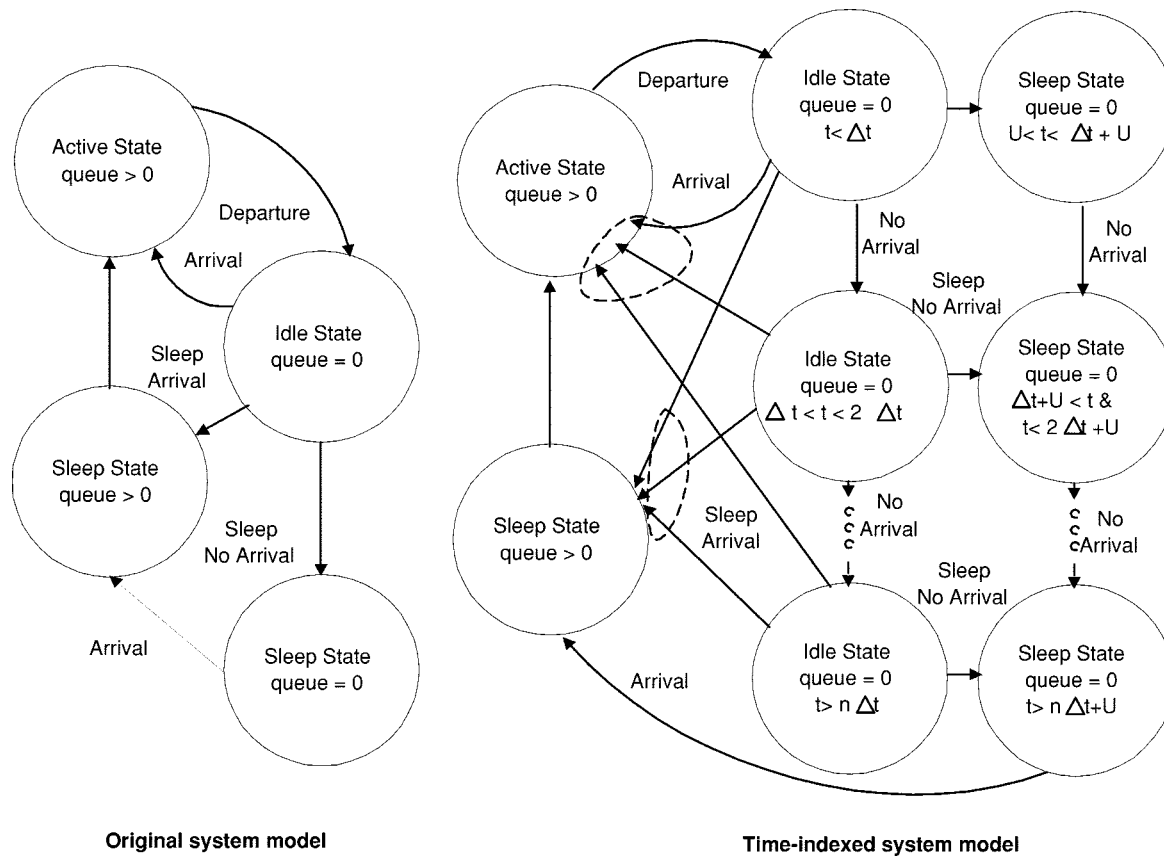 Active State
queue > 0
Departure
Arrival
Idle State
queue = 0
Sleep
Arrival
Sleep State
queue > 0
Sleep
No Arrival
Arrival
Sleep State
queue = 0
Original system model
Departure
Idle State
queue = 0
t< Δt
Sleep State
queue = 0
U< t< Δt + U
Active State
queue > 0
Arrival
No
Arrival
No
Arrival
Sleep
No Arrival
Idle State
queue = 0
Δ t < t < 2 Δt
Sleep State
queue = 0
Δt+U < t &
t< 2 Δt +U
Sleep State
queue > 0
Sleep
Arrival
No
Arrival
No
Arrival
Sleep
No Arrival
Idle State
queue = 0
t> n Δt
Sleep State
queue = 0
t> n Δt+U
Arrival
Time-indexed system model